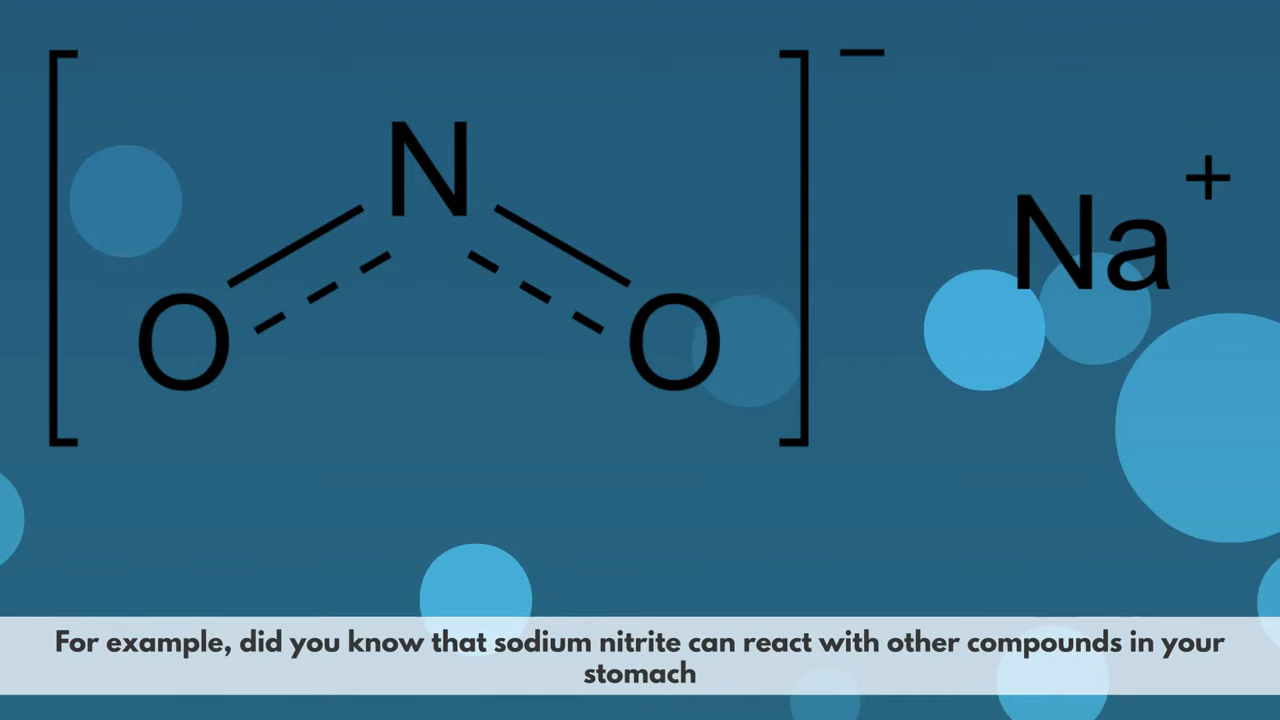 [ N O O ]− Na+
For example, did you know that sodium nitrite can react with other compounds in your
stomach